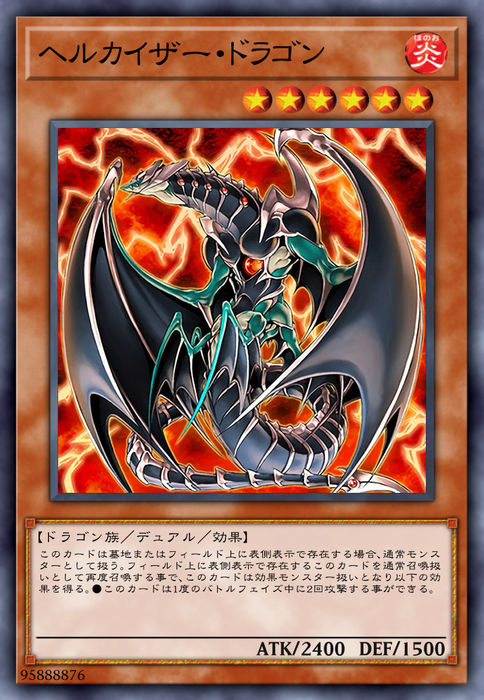 ヘルカイザー・ドラゴン
ほのお
炎
【ドラゴン族/デュアル/効果】
このカードは墓地またはフィールド上に表側表示で存在する場合、通常モンス
ターとして扱う。フィールド上に表側表示で存在するこのカードを通常召喚扱
いとして再度召喚する事で、このカードは効果モンスター扱いとなり以下の効
果を得る。●このカードは1度のバトルフェイズ中に2回攻撃する事ができる。
ATK/2400 DEF/1500
95888876